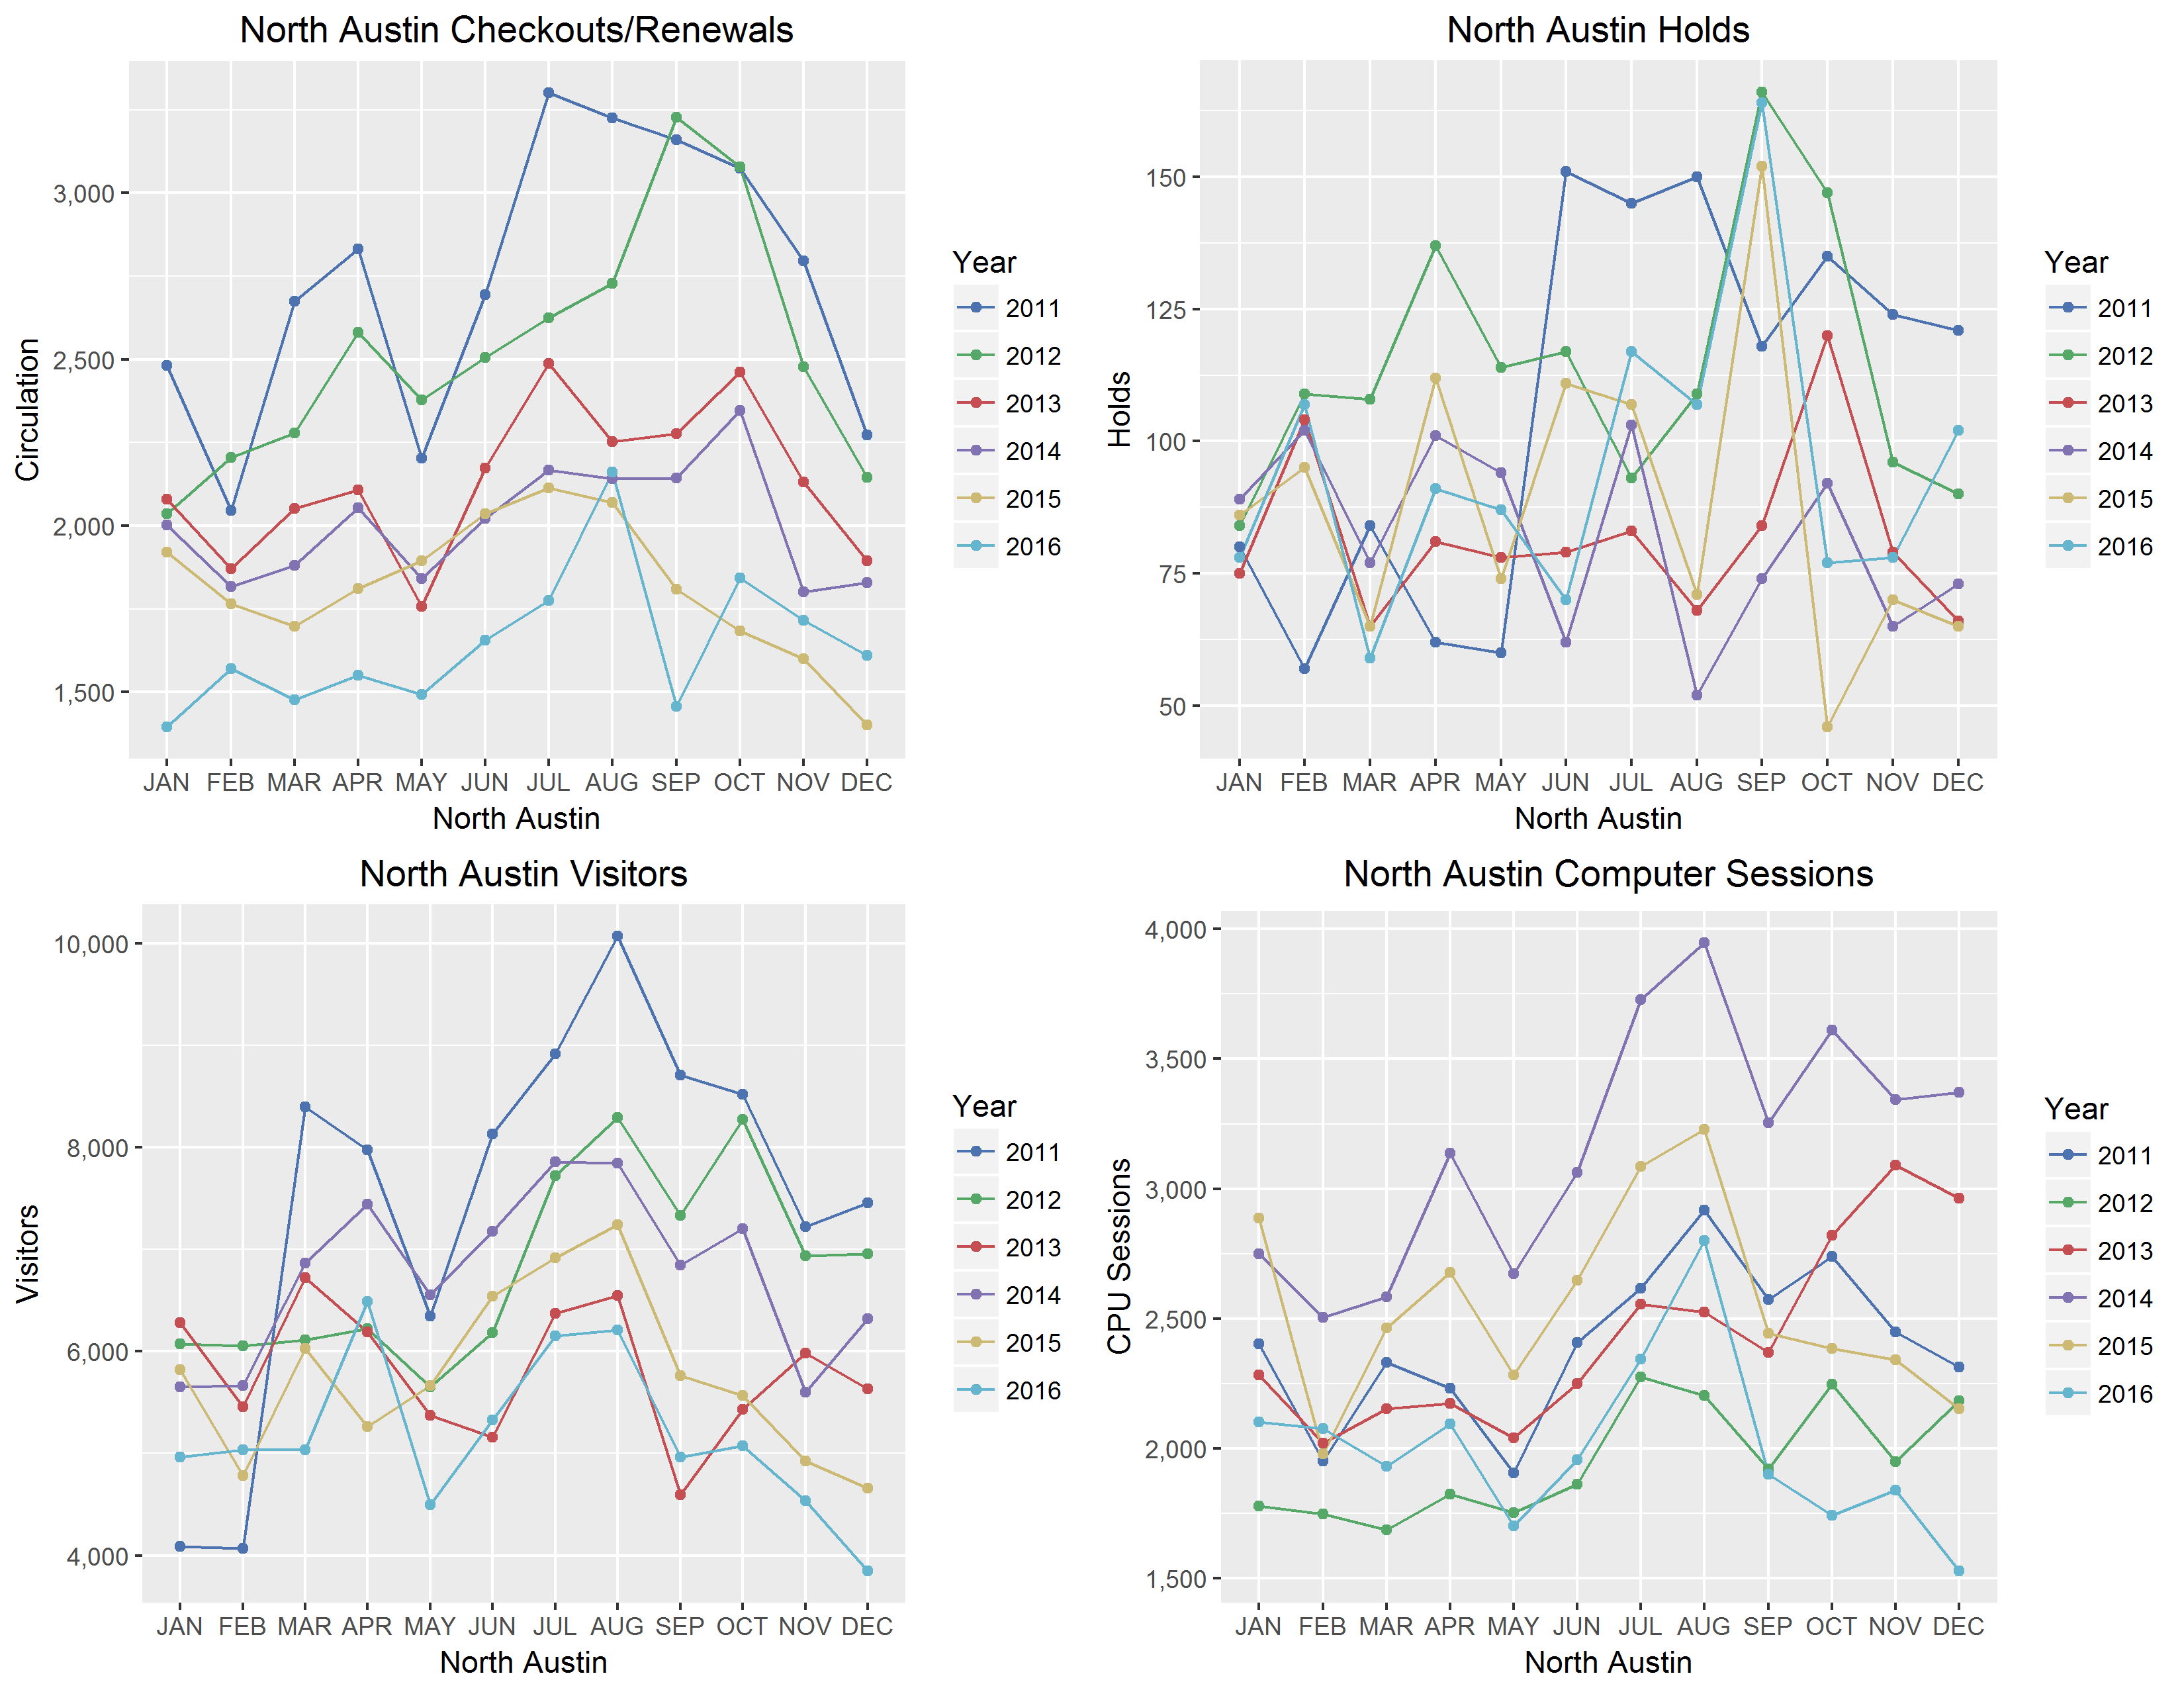 North Austin Checkouts/Renewals
Circulation
3,000
2,500
2,000
1,500
JAN FEB MAR APR MAY JUN JUL AUG SEP OCT NOV DEC
North Austin
Year
2011
2012
2013
2014
2015
2016
North Austin Holds
Holds
150
125
100
75
50
JAN FEB MAR APR MAY JUN JUL AUG SEP OCT NOV DEC
North Austin
Year
2011
2012
2013
2014
2015
2016
North Austin Visitors
Visitors
10,000
8,000
6,000
4,000
JAN FEB MAR APR MAY JUN JUL AUG SEP OCT NOV DEC
North Austin
Year
2011
2012
2013
2014
2015
2016
North Austin Computer Sessions
CPU Sessions
4,000
3,500
3,000
2,500
2,000
1,500
JAN FEB MAR APR MAY JUN JUL AUG SEP OCT NOV DEC
North Austin
Year
2011
2012
2013
2014
2015
2016